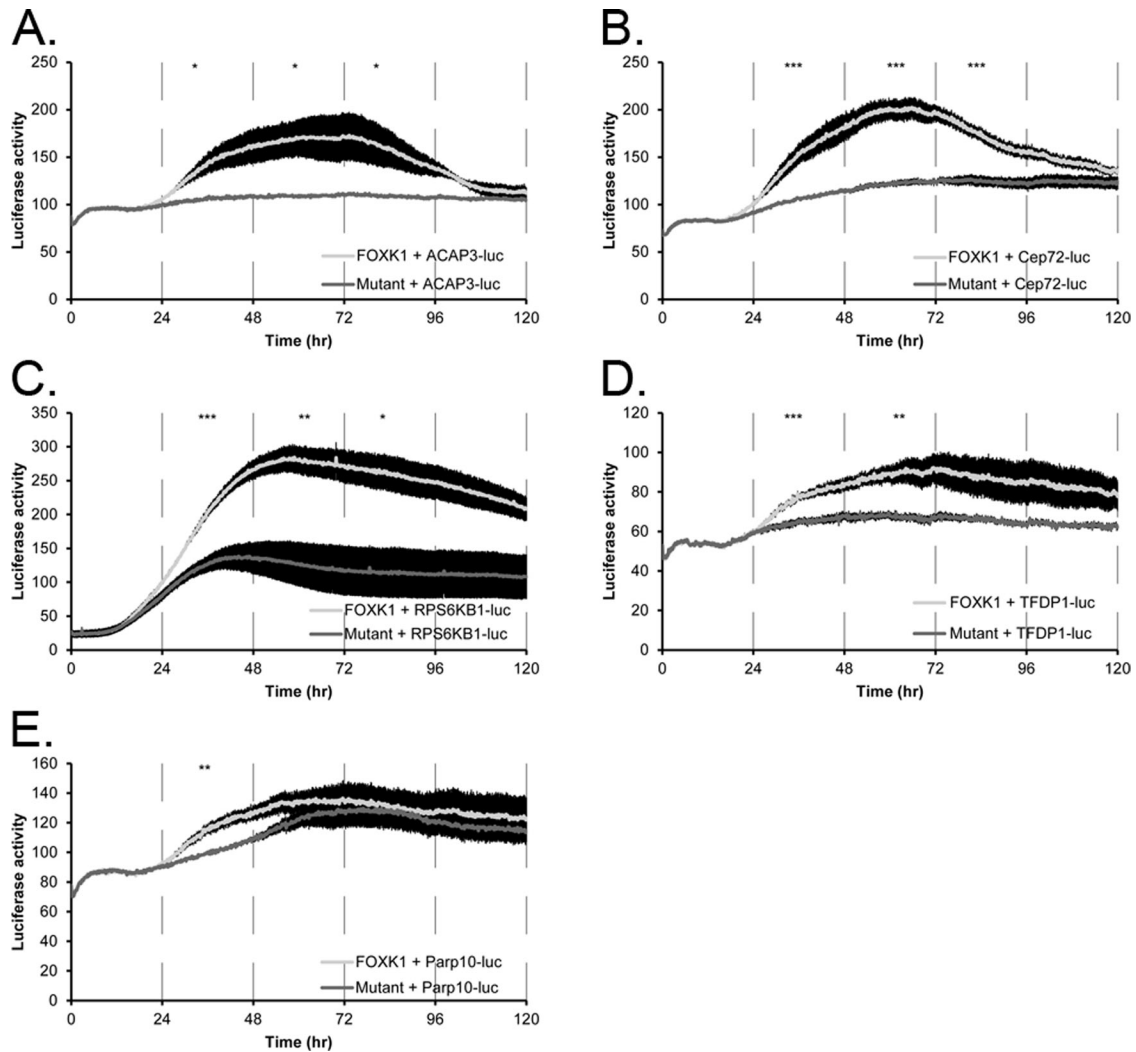 A.
250
200
150
100
50
0
Luciferase activity
* * *
FOXK1 + ACAP3-luc
Mutant + ACAP3-luc
0 24 48 72 96 120
Time (hr)
B.
250
200
150
100
50
0
Luciferase activity
*** *** ***
FOXK1 + Cep72-luc
Mutant + Cep72-luc
0 24 48 72 96 120
Time (hr)
C.
350
300
250
200
150
100
50
0
Luciferase activity
*** ** *
FOXK1 + RPS6KB1-luc
Mutant + RPS6KB1-luc
0 24 48 72 96 120
Time (hr)
D.
120
100
80
60
40
20
0
Luciferase activity
*** **
FOXK1 + TFDP1-luc
Mutant + TFDP1-luc
0 24 48 72 96 120
Time (hr)
E.
160
140
120
100
80
60
40
20
0
Luciferase activity
**
FOXK1 + Parp10-luc
Mutant + Parp10-luc
0 24 48 72 96 120
Time (hr)